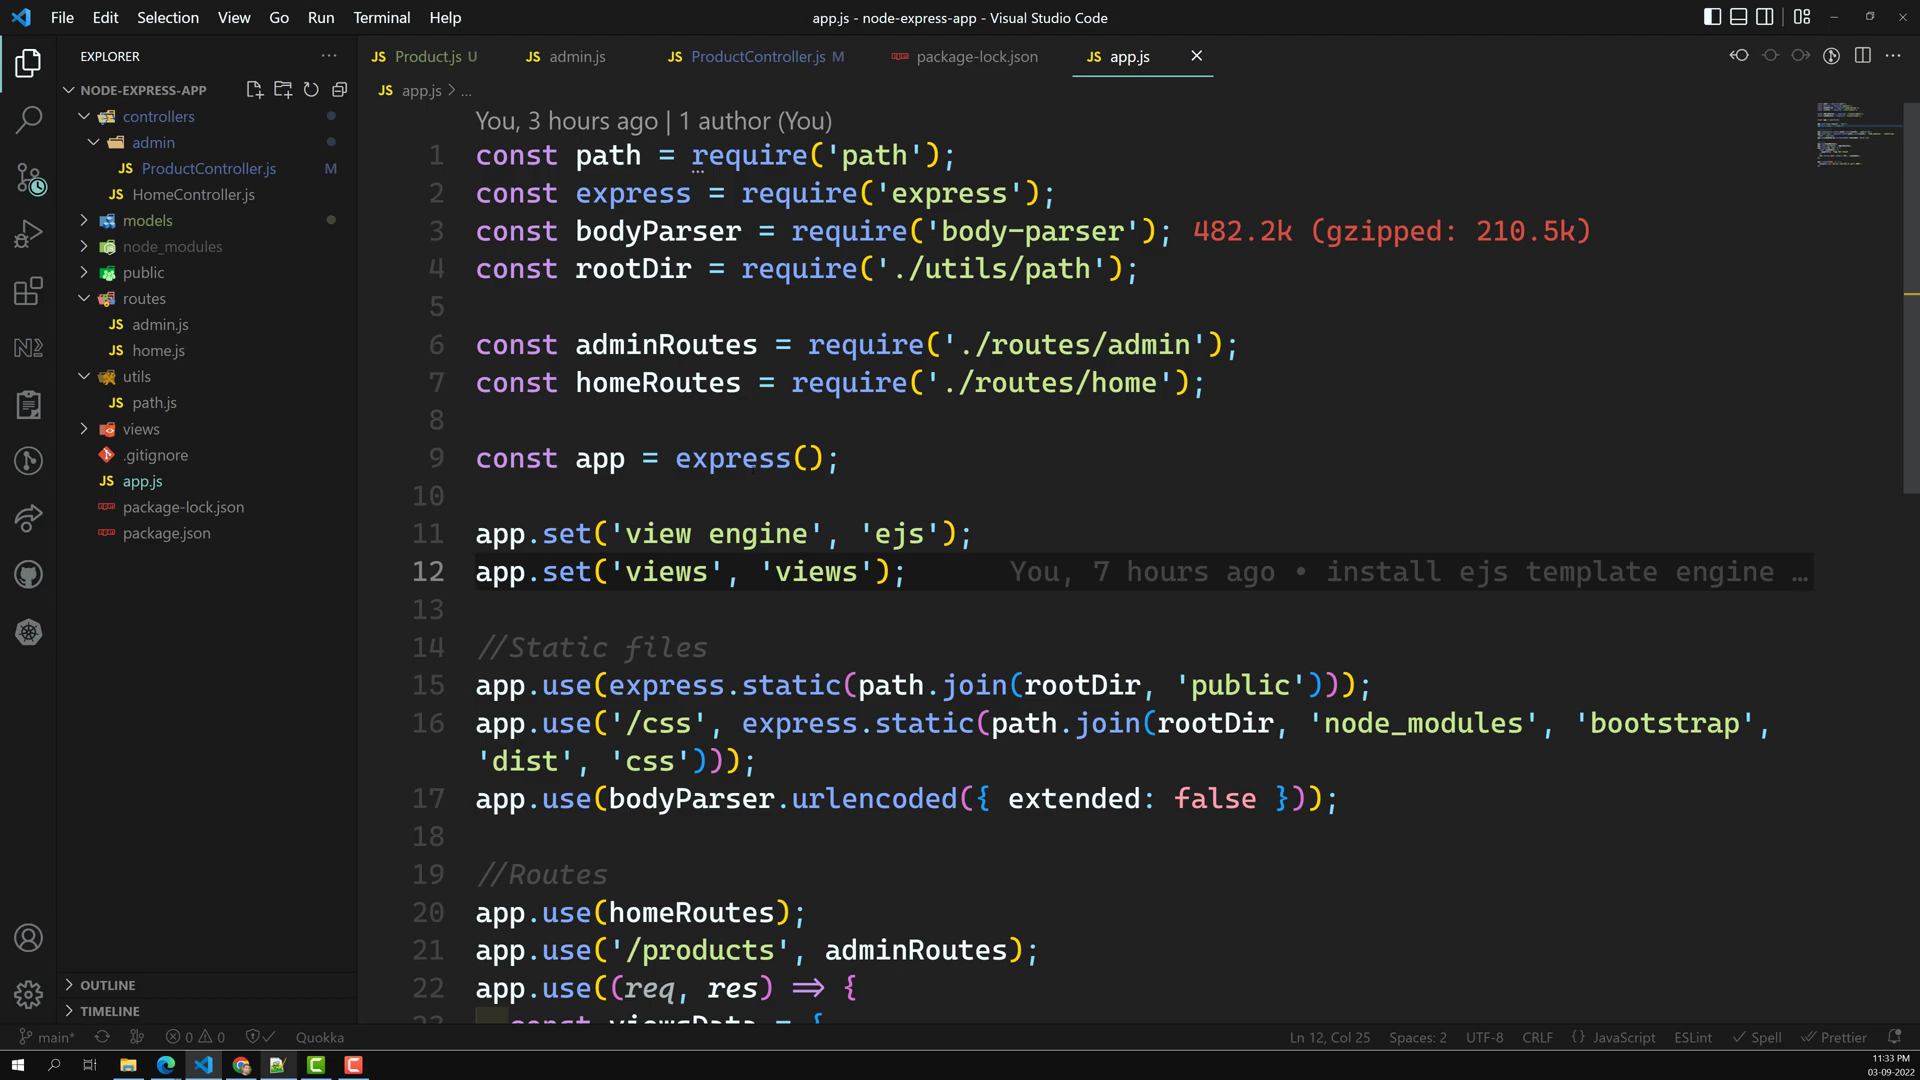 File Edit Selection View Go Run Terminal Help
app.js - node-express-app - Visual Studio Code
EXPLORER
JS Product.js U
JS admin.js
JS ProductController.js M
package-lock.json
JS app.js
NODE-EXPRESS-APP
controllers
admin
JS ProductController.js M
JS HomeController.js
models
node_modules
public
routes
JS admin.js
JS home.js
utils
JS path.js
views
.gitignore
JS app.js
package-lock.json
package.json
OUTLINE
TIMELINE
JS app.js > ...
You, 3 hours ago | 1 author (You)
1 const path = require('path');
2 const express = require('express');
3 const bodyParser = require('body-parser'); 482.2k (gzipped: 210.5k)
4 const rootDir = require('./utils/path');
5
6 const adminRoutes = require('./routes/admin');
7 const homeRoutes = require('./routes/home');
8
9 const app = express();
10
11 app.set('view engine', 'ejs');
12 app.set('views', 'views'); You, 7 hours ago • install ejs template engine …
13
14 //Static files
15 app.use(express.static(path.join(rootDir, 'public')));
16 app.use('/css', express.static(path.join(rootDir, 'node_modules', 'bootstrap',
'dist', 'css')));
17 app.use(bodyParser.urlencoded({ extended: false }));
18
19 //Routes
20 app.use(homeRoutes);
21 app.use('/products', adminRoutes);
22 app.use((req, res) => {
23 const viewsData = {
main* 0 0 Quokka
Ln 12, Col 25 Spaces: 2 UTF-8 CRLF {} JavaScript ESLint Spell Prettier
11:33 PM
03-09-2022